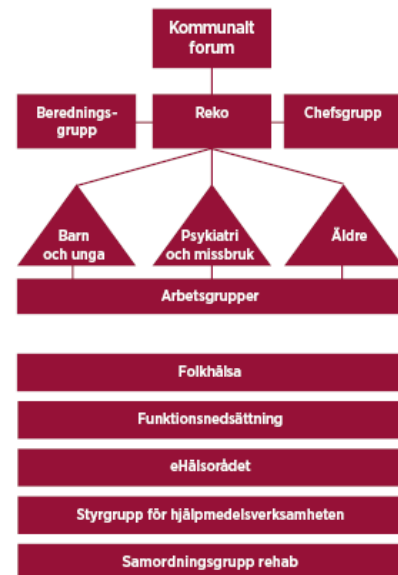 Kommunalt
forum
Berednings-
grupp
Reko
Chefsgrupp
Barn
och unga
Psykiatri
och missbruk
Äldre
Arbetsgrupper
Folkhälsa
Funktionsnedsättning
eHälsorådet
Styrgrupp för hjälpmedelsverksamheten
Samordningsgrupp rehab